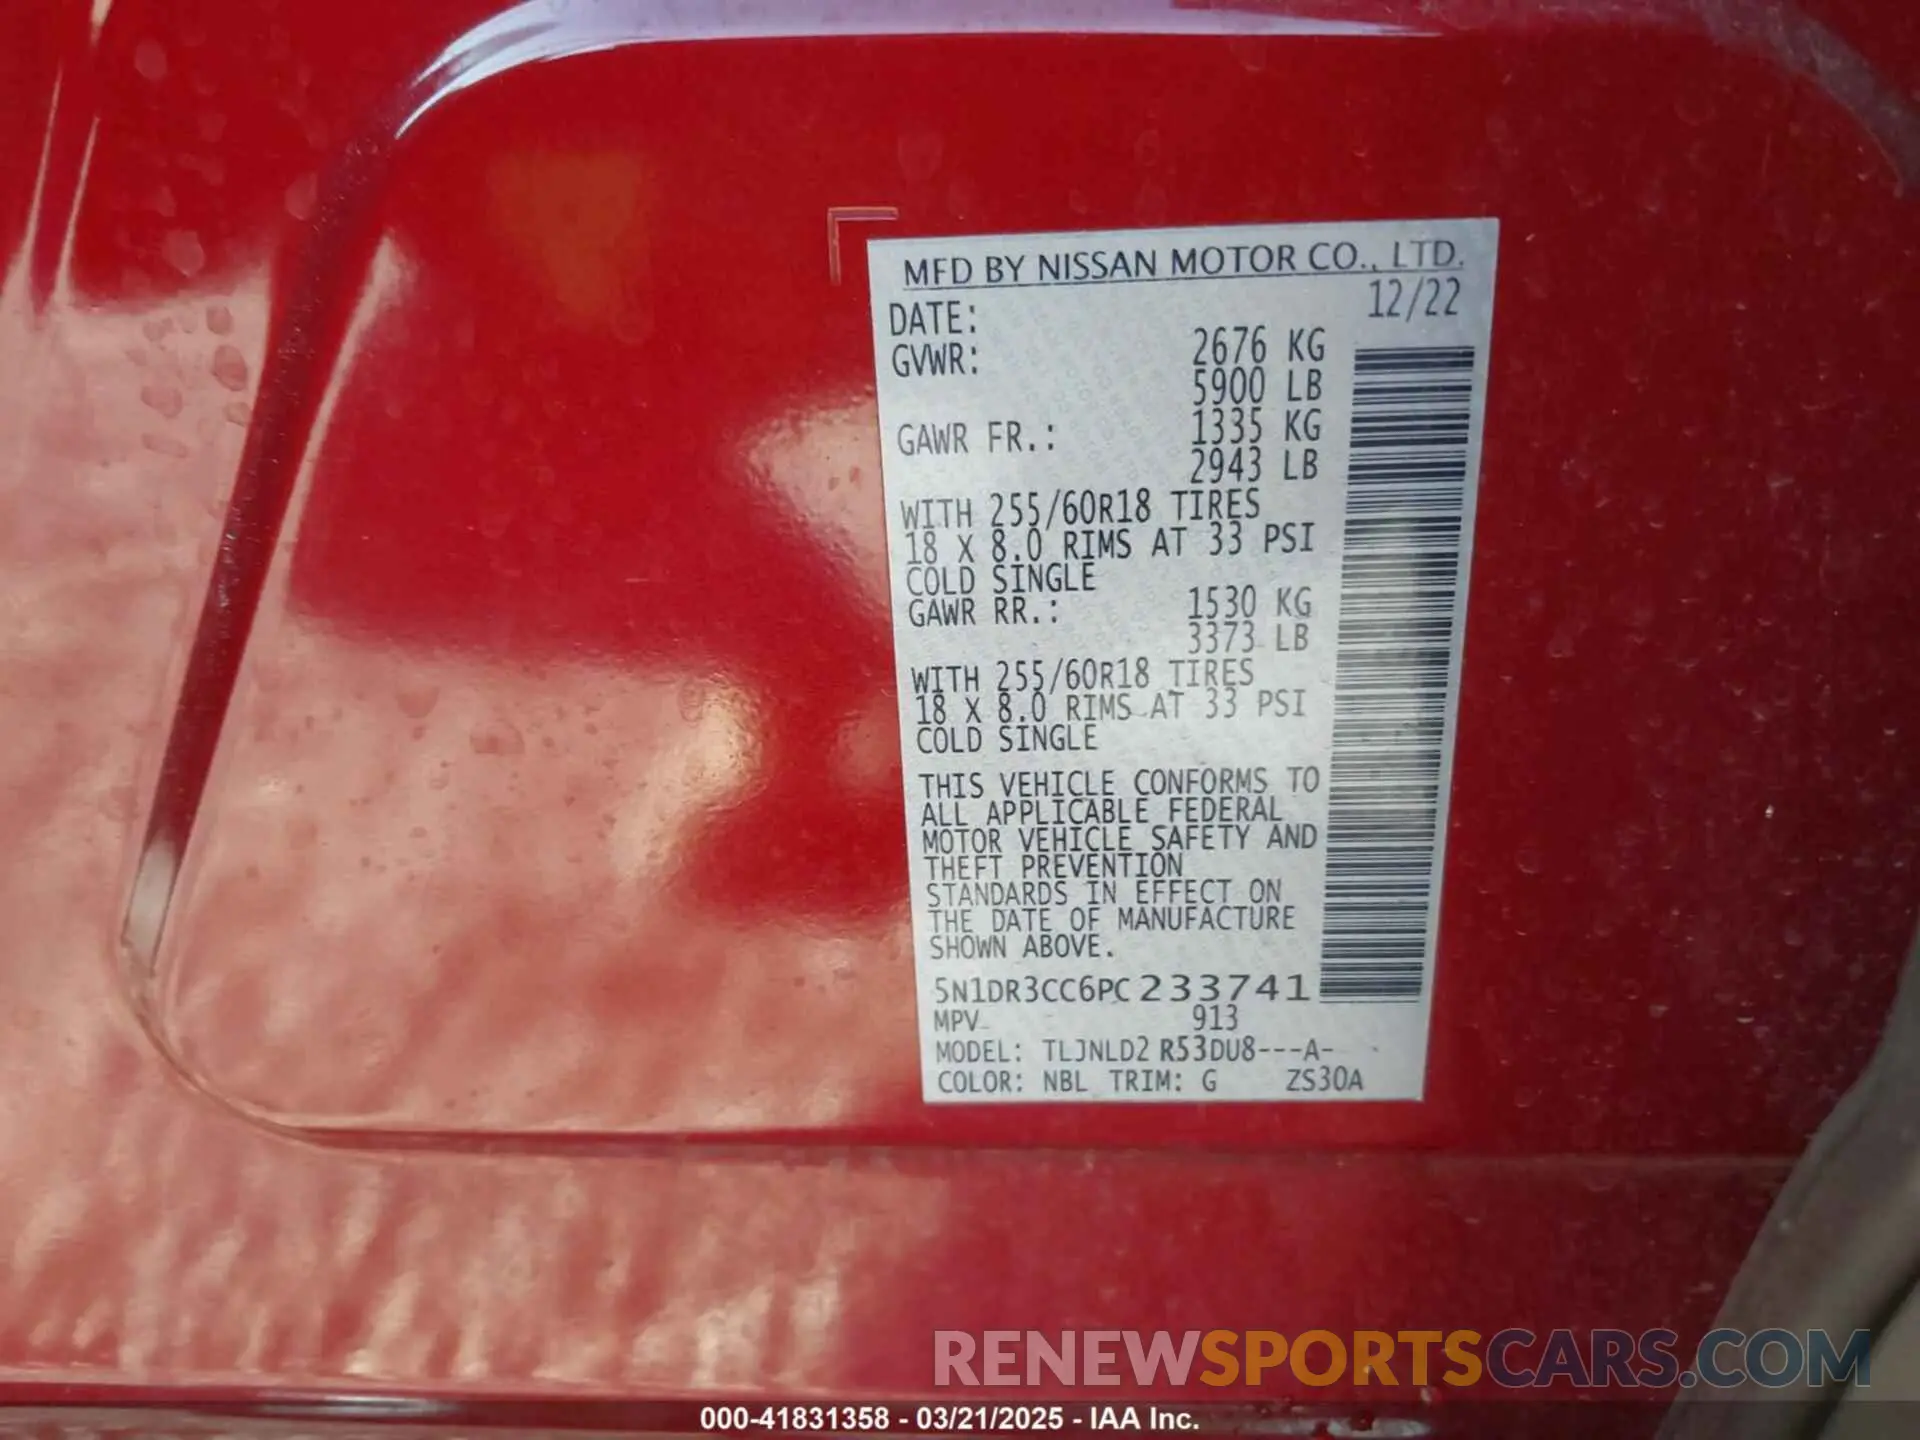 MFD BY NISSAN MOTOR CO., LTD.
DATE: 12/22
GVWR: 2676 KG
5900 LB
GAWR FR.: 1335 KG
2943 LB
WITH 255/60R18 TIRES
18 X 8.0 RIMS AT 33 PSI
COLD SINGLE
GAWR RR.: 1530 KG
3373 LB
WITH 255/60R18 TIRES
18 X 8.0 RIMS AT 33 PSI
COLD SINGLE
THIS VEHICLE CONFORMS TO
ALL APPLICABLE FEDERAL
MOTOR VEHICLE SAFETY AND
THEFT PREVENTION
STANDARDS IN EFFECT ON
THE DATE OF MANUFACTURE
SHOWN ABOVE.
5N1DR3CC6PC233741
MPV 913
MODEL: TLJNLD2 R53DU8---A-
COLOR: NBL TRIM: G ZS30A
RENEWSPORTSCARS.COM
000-41831358 - 03/21/2025 - IAA Inc.